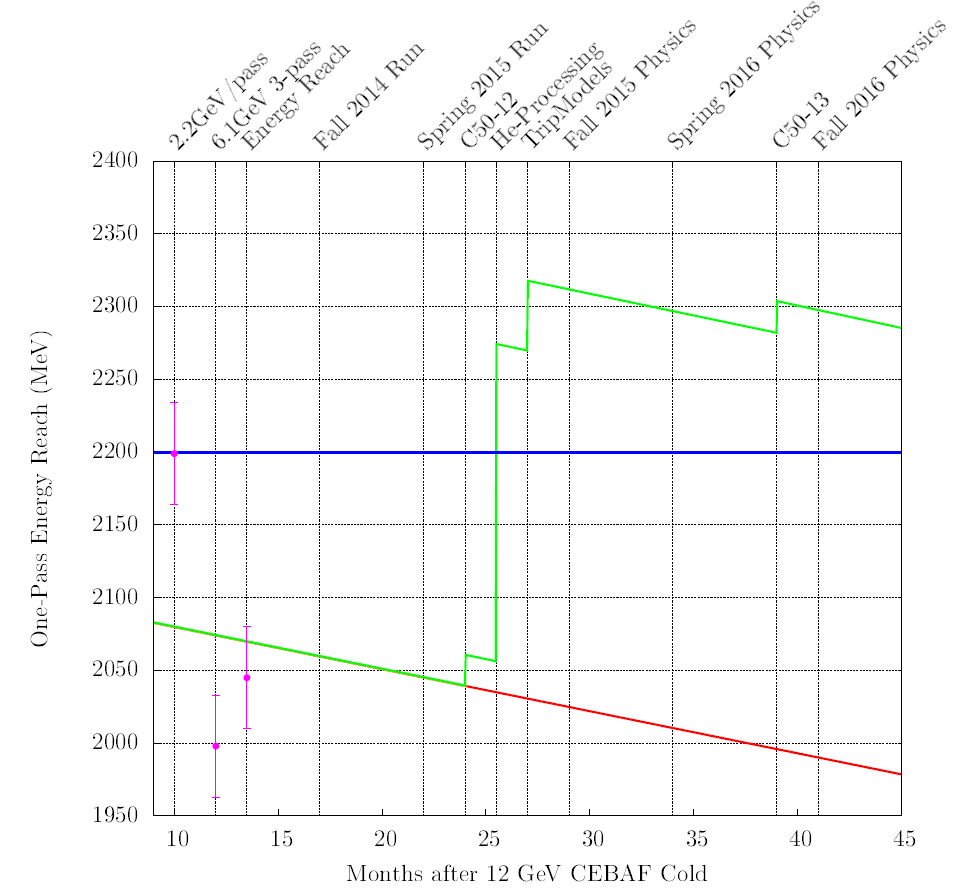 2.2GeV/pass
6.1GeV 3-pass
Energy Reach
Fall 2014 Run
Spring 2015 Run
C50-12
He-Processing
TripModels
Fall 2015 Physics
Spring 2016 Physics
C50-13
Fall 2016 Physics
2400
2350
2300
2250
2200
2150
2100
2050
2000
1950
One-Pass Energy Reach (MeV)
10 15 20 25 30 35 40 45
Months after 12 GeV CEBAF Cold